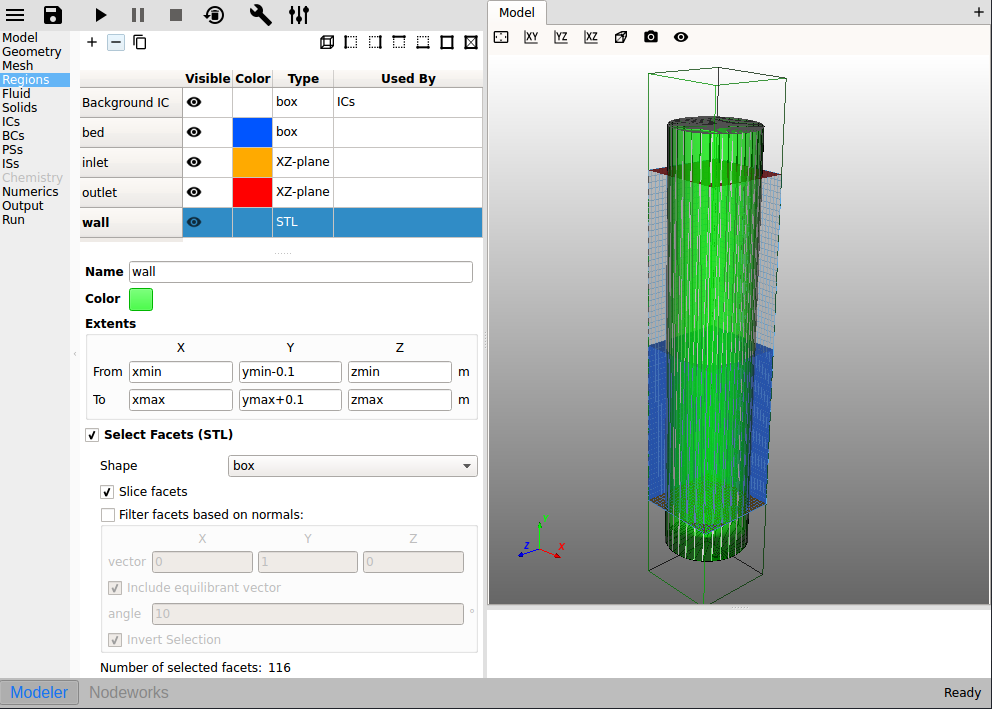 Model
Geometry
Mesh
Regions
Fluid
Solids
ICs
BCs
PSs
ISs
Chemistry
Numerics
Output
Run
Visible Color Type Used By
Background IC box ICs
bed box
inlet XZ-plane
outlet XZ-plane
wall STL
Name wall
Color
Extents
X Y Z
From xmin ymin-0.1 zmin m
To xmax ymax+0.1 zmax m
Select Facets (STL)
Shape box
Slice facets
Filter facets based on normals:
X Y Z
vector 0 1 0
Include equilibrant vector
angle 10 °
Invert Selection
Number of selected facets: 116
Model +
XY YZ XZ
Y
Z X
Modeler Nodeworks Ready